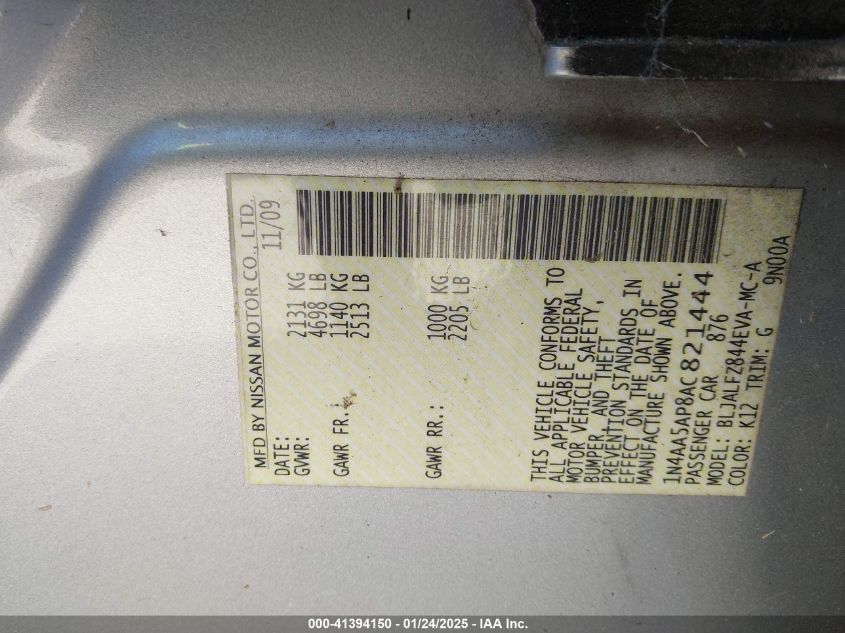 MFD BY NISSAN MOTOR CO., LTD.
DATE: 11/09
GVWR: 2131 KG
4698 LB
GAWR FR.: 1140 KG
2513 LB
GAWR RR.: 1000 KG
2205 LB
THIS VEHICLE CONFORMS TO
ALL APPLICABLE FEDERAL
MOTOR VEHICLE SAFETY,
BUMPER, AND THEFT
PREVENTION STANDARDS IN
EFFECT ON THE DATE OF
MANUFACTURE SHOWN ABOVE.
1N4AA5AP8AC821444
PASSENGER CAR 876
MODEL: BLJALFZ844EVA-MC-A
COLOR: K12 TRIM: G 9N00A
000-41394150 - 01/24/2025 - IAA Inc.